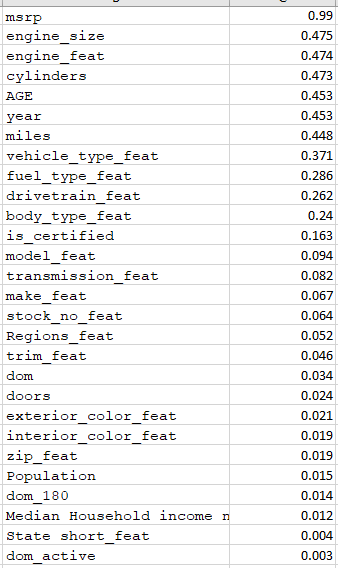 msrp 0.99
engine_size 0.475
engine_feat 0.474
cylinders 0.473
AGE 0.453
year 0.453
miles 0.448
vehicle_type_feat 0.371
fuel_type_feat 0.286
drivetrain_feat 0.262
body_type_feat 0.24
is_certified 0.163
model_feat 0.094
transmission_feat 0.082
make_feat 0.067
stock_no_feat 0.064
Regions_feat 0.052
trim_feat 0.046
dom 0.034
doors 0.024
exterior_color_feat 0.021
interior_color_feat 0.019
zip_feat 0.019
Population 0.015
dom_180 0.014
Median Household income 0.012
State short_feat 0.004
dom_active 0.003